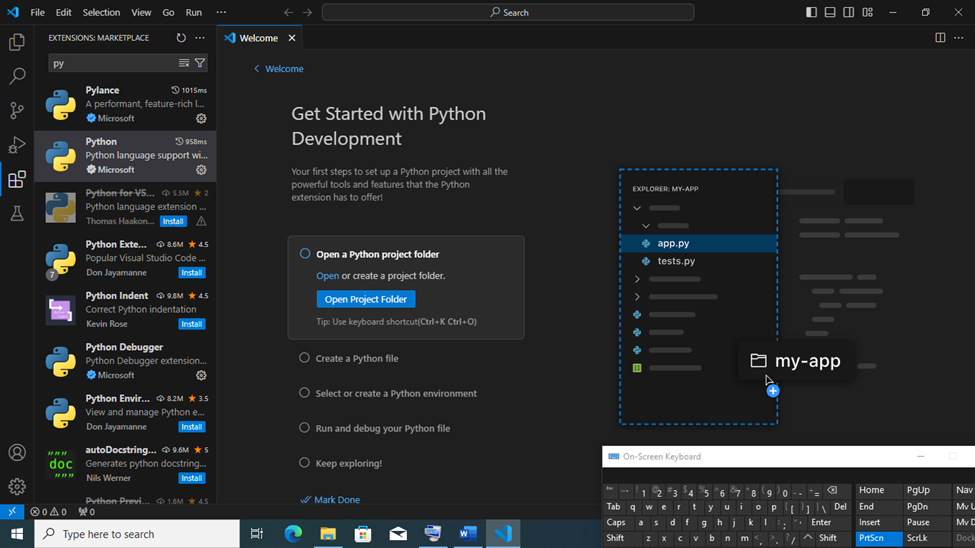 File Edit Selection View Go Run ···
Search
EXTENSIONS: MARKETPLACE
py
Pylance 1015ms
A performant, feature-rich l...
Microsoft
Python 958ms
Python language support wi...
Microsoft
Python for VS... 5.5M ★ 2
Python language extension ...
Thomas Haakon... Install
Python Exte... 8.6M ★ 4.5
Popular Visual Studio Code ...
Don Jayamanne Install
7
Python Indent 9.8M ★ 4.5
Correct Python indentation
Kevin Rose Install
Python Debugger
Python Debugger extension...
Microsoft
Python Envir... 8.2M ★ 3.5
View and manage Python e...
Don Jayamanne Install
autoDocstring... 9.6M ★ 5
""" doc """
Generates python docstring...
Nils Werner Install
Python Previ... 1.6M ★ 4.5
Welcome
Welcome
Get Started with Python
Development
Your first steps to set up a Python project with all the
powerful tools and features that the Python
extension has to offer!
Open a Python project folder
Open or create a project folder.
Open Project Folder
Tip: Use keyboard shortcut(Ctrl+K Ctrl+O)
Create a Python file
Select or create a Python environment
Run and debug your Python file
Keep exploring!
Mark Done
EXPLORER: MY-APP
app.py
tests.py
my-app
0 0 0
On-Screen Keyboard
1 2 3 4 5 6 7 8 9 0 - = Home PgUp Nav
Tab q w e r t y u i o p [ ] \ Del End PgDn Mv U
Caps a s d f g h j k l ; ' Enter Insert Pause Mv D
Shift z x c v b n m , . / Shift PrtScn ScrLk Dock
Type here to search